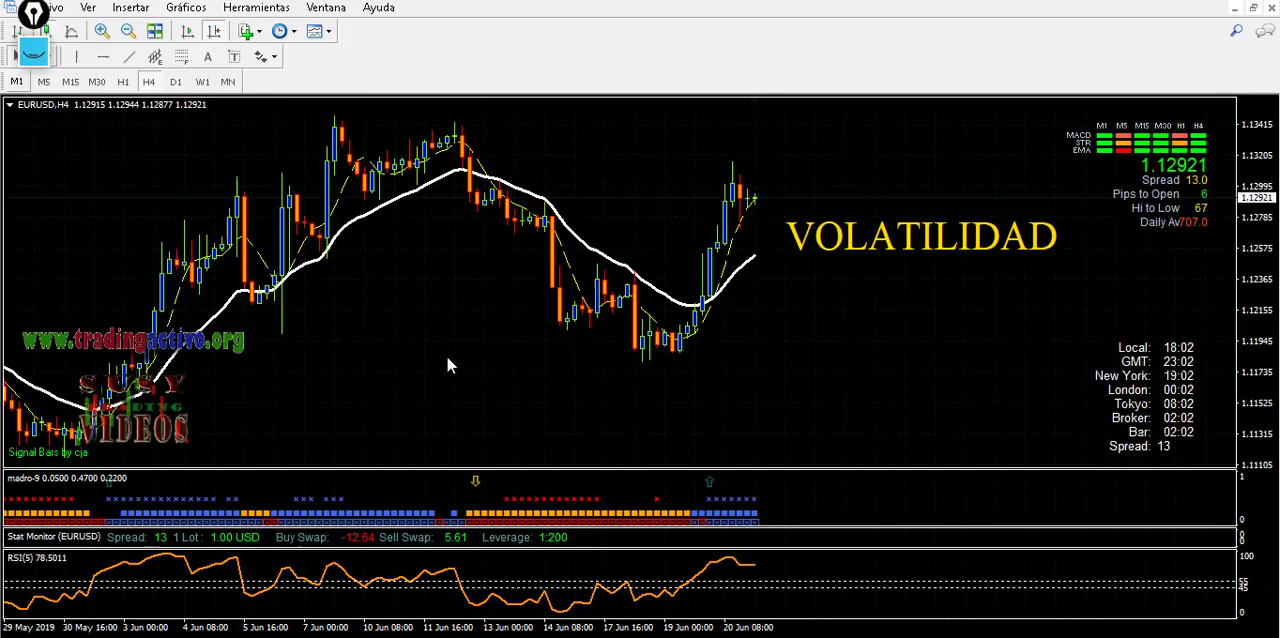 Ver Insertar Gráficos Herramientas Ventana Ayuda
M1 M5 M15 M30 H1 H4 D1 W1 MN
EURUSD,H4 1.12915 1.12944 1.12877 1.12921
M1 M5 M15 M30 H1 H4
MACD
STR
EMA
1.12921
Spread 13.0
Pips to Open 6
Hi to Low 67
Daily Av707.0
VOLATILIDAD
1.13415
1.13205
1.12995
1.12921
1.12785
1.12575
1.12365
1.12155
1.11945
1.11735
1.11525
1.11315
1.11105
www.tradingactivo.org
SUSY
TRADING
VIDEOS
Signal Bars by cja
Local: 18:02
GMT: 23:02
New York: 19:02
London: 00:02
Tokyo: 08:02
Broker: 02:02
Bar: 02:02
Spread: 13
madro-9 0.0500 0.4700 0.2200
1
0
Stat Monitor (EURUSD) Spread: 13 1 Lot: 1.00 USD Buy Swap: -12.64 Sell Swap: 5.61 Leverage: 1:200
0
0
RSI(5) 78.5011
100
55
45
0
29 May 2019 30 May 16:00 3 Jun 00:00 4 Jun 08:00 5 Jun 16:00 7 Jun 00:00 10 Jun 08:00 11 Jun 16:00 13 Jun 00:00 14 Jun 08:00 17 Jun 16:00 19 Jun 00:00 20 Jun 08:00